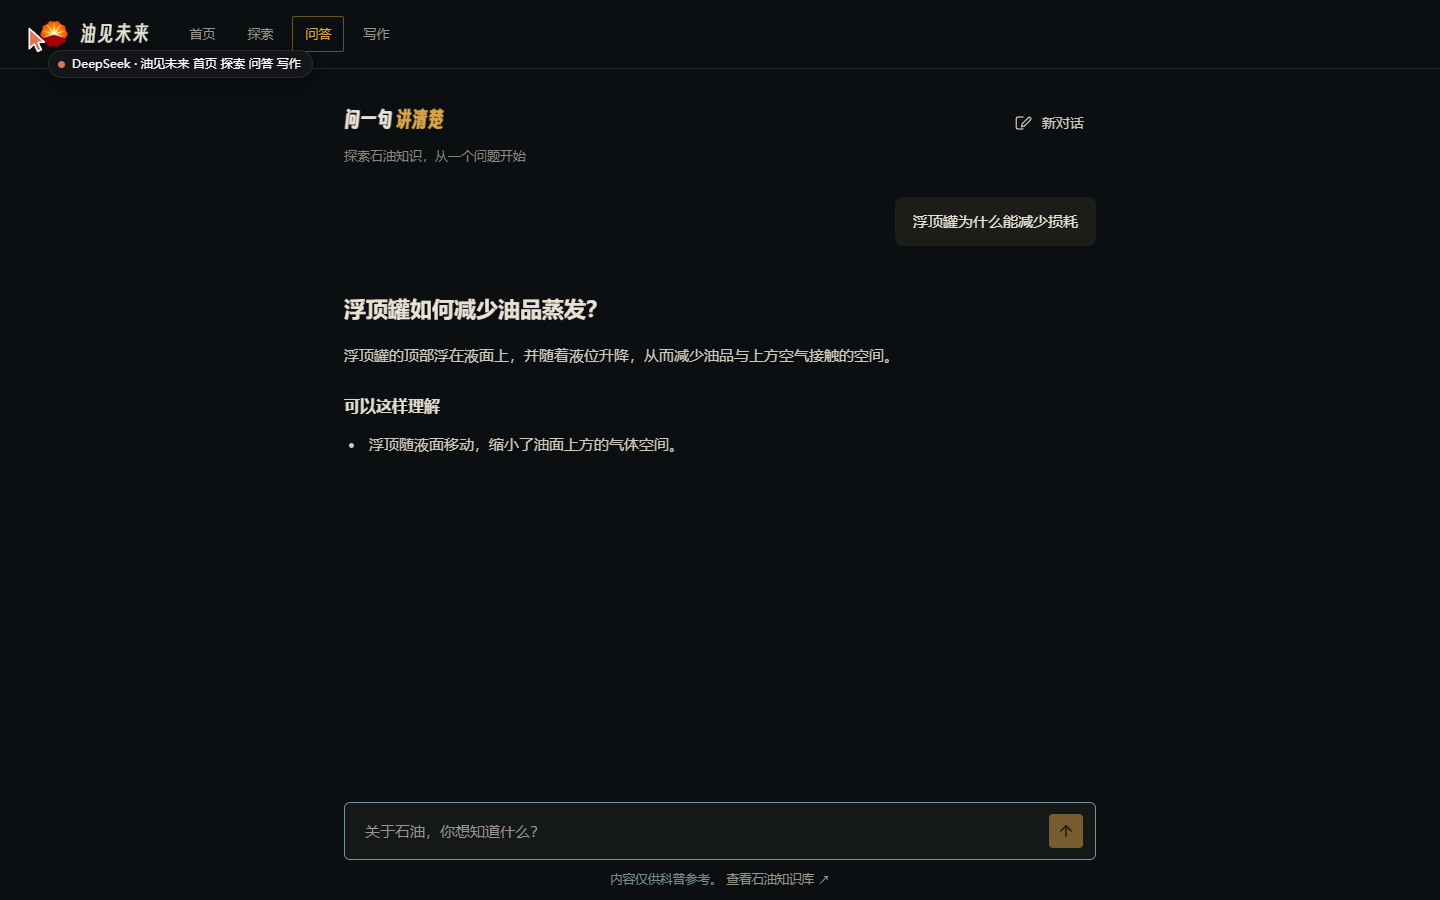 油见未来 首页 探索 问答 写作
DeepSeek · 油见未来 首页 探索 问答 写作
问一句 讲清楚
新对话
探索石油知识，从一个问题开始
浮顶罐为什么能减少损耗
浮顶罐如何减少油品蒸发？
浮顶罐的顶部浮在液面上，并随着液位升降，从而减少油品与上方空气接触的空间。
可以这样理解
• 浮顶随液面移动，缩小了油面上方的气体空间。
关于石油，你想知道什么？
内容仅供科普参考。 查看石油知识库 ↗